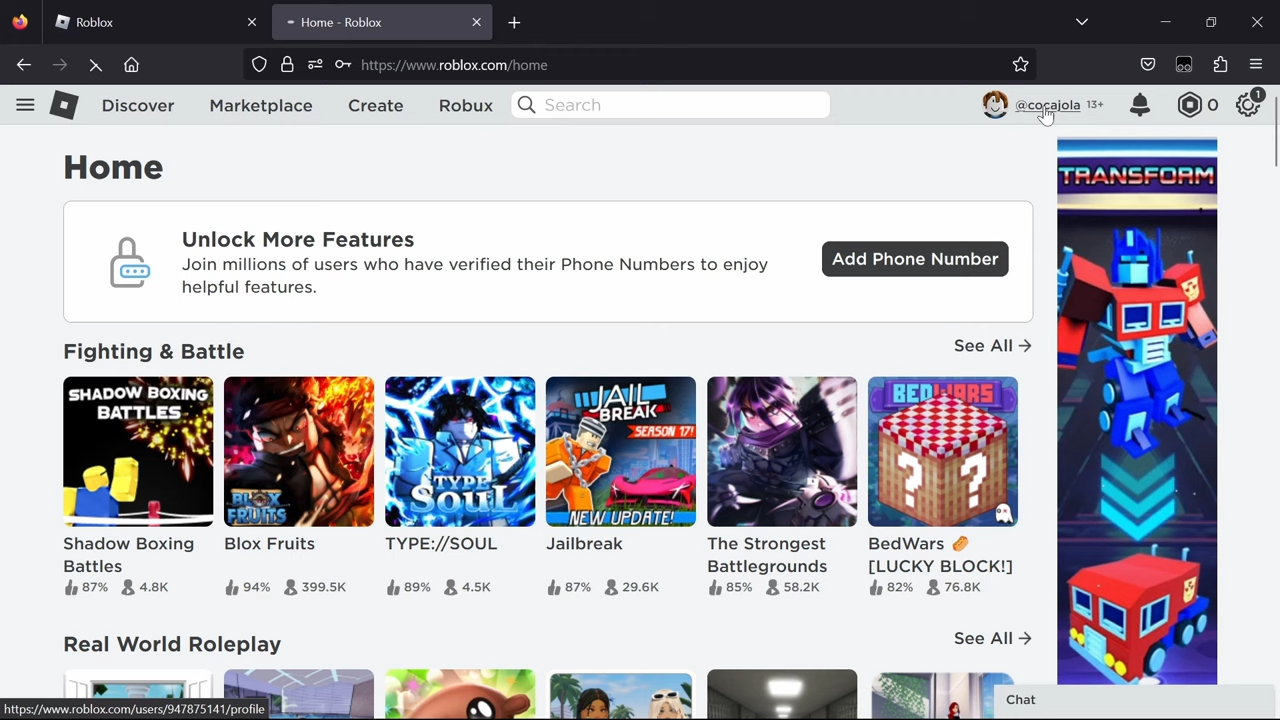 Roblox
Home - Roblox
https://www.roblox.com/home
Discover
Marketplace
Create
Robux
Search
@cocajola 13+
0
1
Home
Unlock More Features
Join millions of users who have verified their Phone Numbers to enjoy
helpful features.
Add Phone Number
TRANSFORM
Fighting & Battle
See All →
SHADOW BOXING
BATTLES
BLOX
FRUITS
TYPE
SOUL
JAIL
BREAK
SEASON 17!
NEW UPDATE!
BEDWARS
? ?
Shadow Boxing
Battles
87% 4.8K
Blox Fruits
94% 399.5K
TYPE://SOUL
89% 4.5K
Jailbreak
87% 29.6K
The Strongest
Battlegrounds
85% 58.2K
BedWars 🌭
[LUCKY BLOCK!]
82% 76.8K
Real World Roleplay
See All →
Chat
https://www.roblox.com/users/947875141/profile